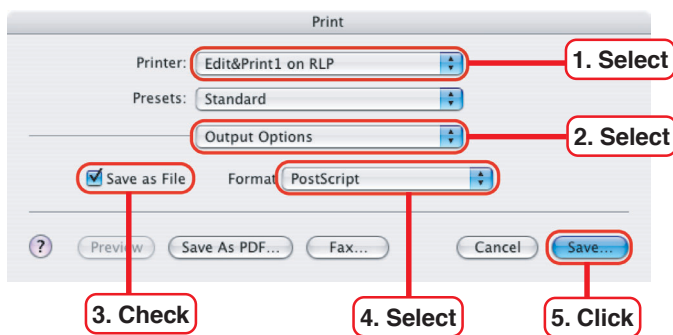 Print
Printer: Edit&Print1 on RLP
1. Select
Presets: Standard
Output Options
2. Select
Save as File Format PostScript
? Preview Save As PDF... Fax... Cancel Save...
3. Check
4. Select
5. Click